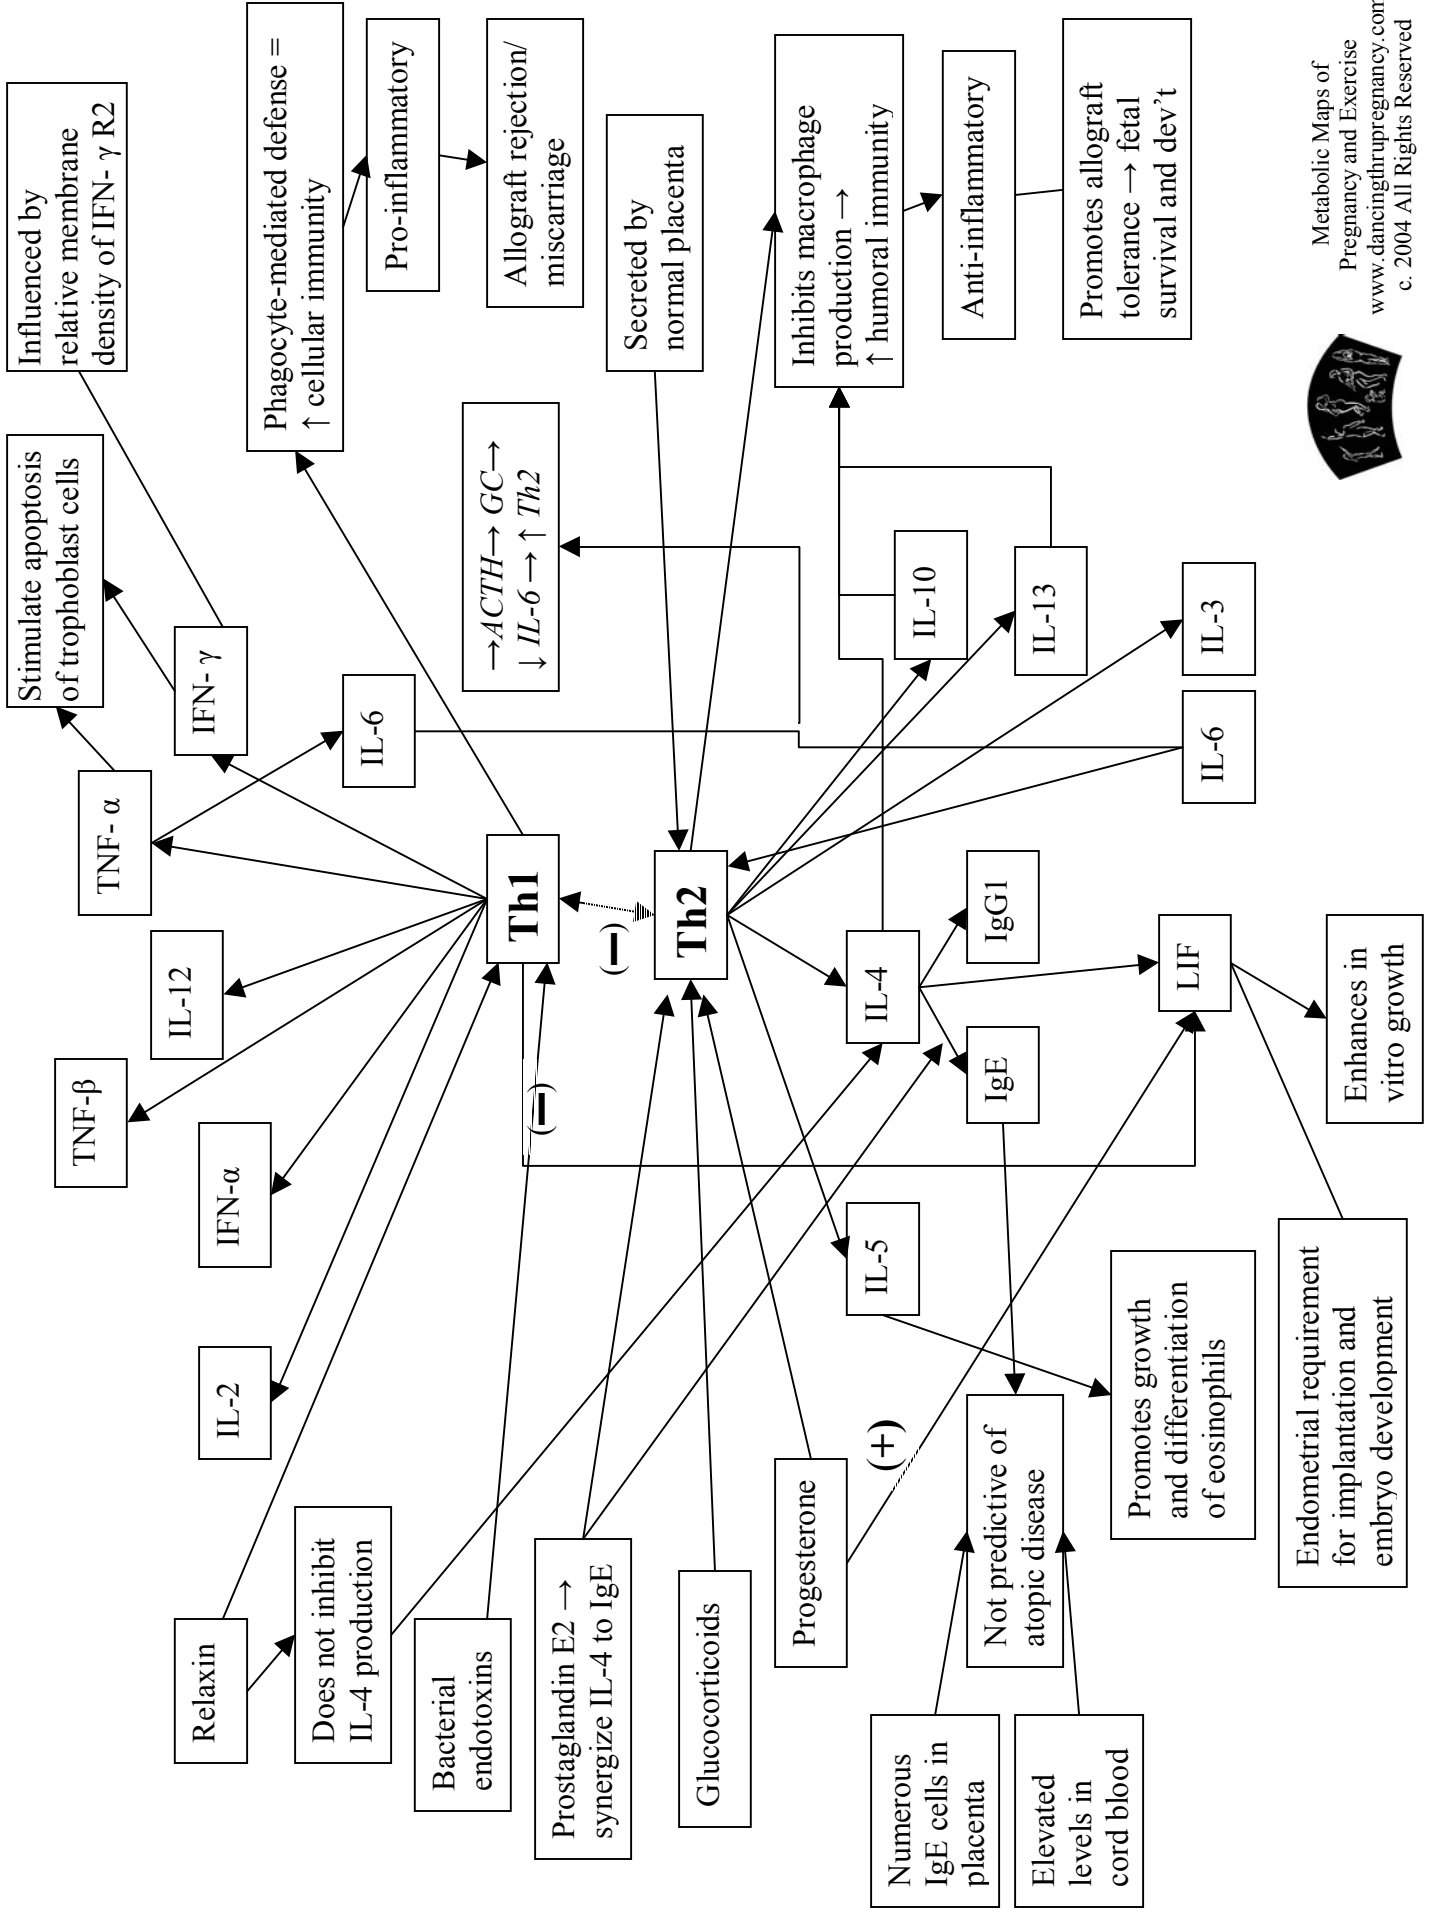 TNF-β
TNF- α
Stimulate apoptosis
of trophoblast cells
Influenced by
relative membrane
density of IFN- γ R2
Relaxin
IL-2
IFN-α
IL-12
IFN- γ
Phagocyte-mediated defense =
↑ cellular immunity
Does not inhibit
IL-4 production
IL-6
Pro-inflammatory
Bacterial
endotoxins
Th1
→ACTH→ GC→
↓ IL-6 → ↑ Th2
Allograft rejection/
miscarriage
(−)
Prostaglandin E2 →
synergize IL-4 to IgE
(−)
Secreted by
normal placenta
Glucocorticoids
Th2
Progesterone
Inhibits macrophage
production →
↑ humoral immunity
(+)
IL-5
IL-4
IL-10
Numerous
IgE cells in
placenta
Not predictive of
atopic disease
IgE
IgG1
Anti-inflammatory
Elevated
levels in
cord blood
IL-13
Promotes allograft
tolerance → fetal
survival and dev't
Promotes growth
and differentiation
of eosinophils
LIF
IL-6
IL-3
Endometrial requirement
for implantation and
embryo development
Enhances in
vitro growth
Metabolic Maps of
Pregnancy and Exercise
www.dancingthrupregnancy.com
c. 2004 All Rights Reserved